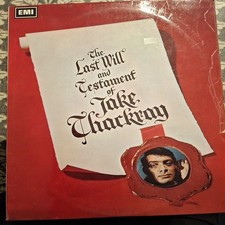 EMI
The
Last Will
and
Testament
of
Jake
Thackray